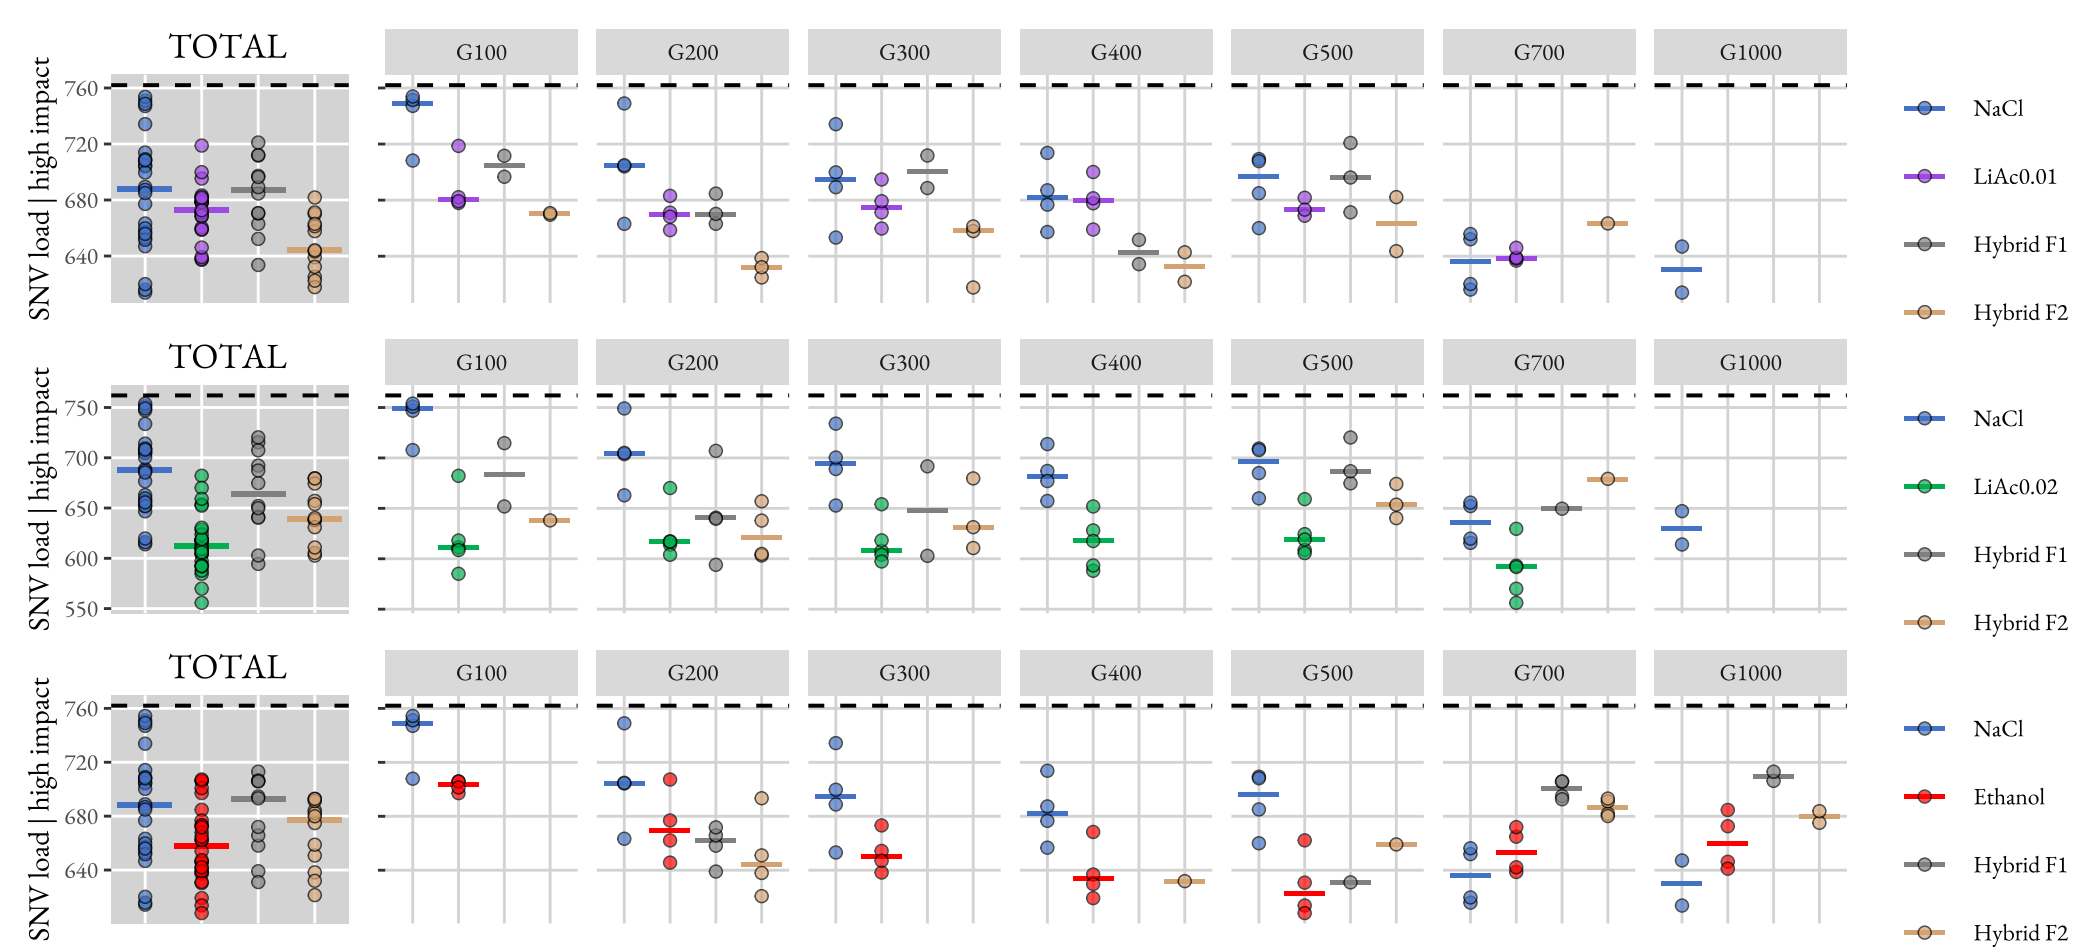 TOTAL G100 G200 G300 G400 G500 G700 G1000
SNV load | high impact
760
720
680
640
NaCl
LiAc0.01
Hybrid F1
Hybrid F2
TOTAL G100 G200 G300 G400 G500 G700 G1000
SNV load | high impact
750
700
650
600
550
NaCl
LiAc0.02
Hybrid F1
Hybrid F2
TOTAL G100 G200 G300 G400 G500 G700 G1000
SNV load | high impact
760
720
680
640
NaCl
Ethanol
Hybrid F1
Hybrid F2